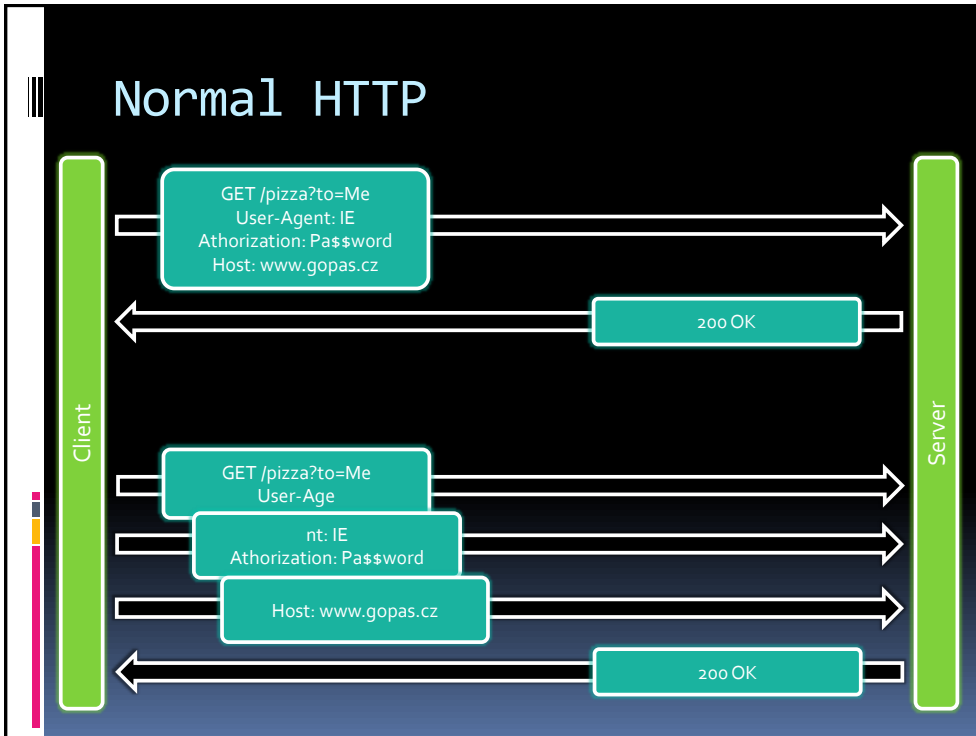 Normal HTTP
GET /pizza?to=Me
User-Agent: IE
Athorization: Pa$$word
Host: www.gopas.cz
200 OK
Client
Server
GET /pizza?to=Me
User-Age
nt: IE
Athorization: Pa$$word
Host: www.gopas.cz
200 OK